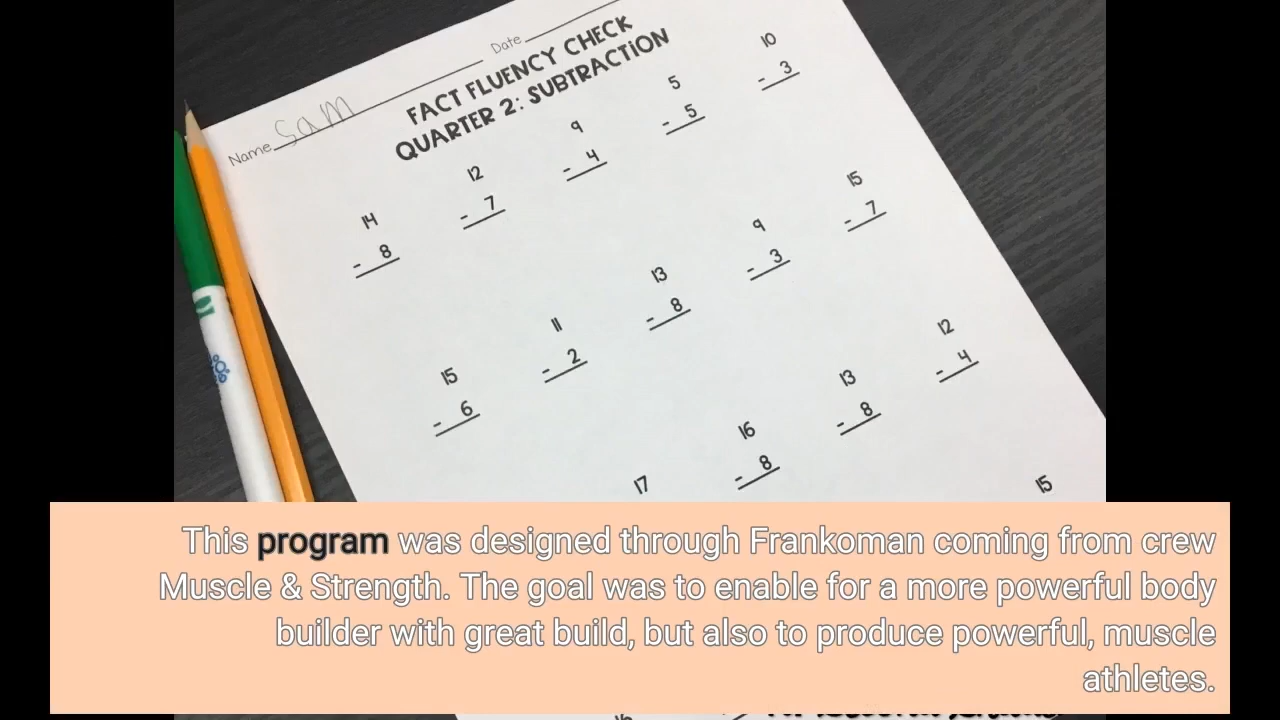 Name Sam Date
FACT FLUENCY CHECK
QUARTER 2: SUBTRACTION
14 12 9 5 10
- 8 - 7 - 4 - 5 - 3
15 11 13 9 15
- 6 - 2 - 8 - 3 - 7
17 16 13 12
- 8 - 8 - 4
15
This program was designed through Frankoman coming from crew
Muscle & Strength. The goal was to enable for a more powerful body
builder with great build, but also to produce powerful, muscle
athletes.